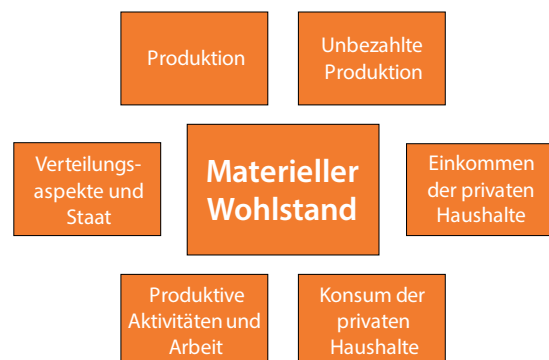 Produktion
Unbezahlte
Produktion
Verteilungs-
aspekte und
Staat
Materieller
Wohlstand
Einkommen
der privaten
Haushalte
Produktive
Aktivitäten und
Arbeit
Konsum der
privaten
Haushalte